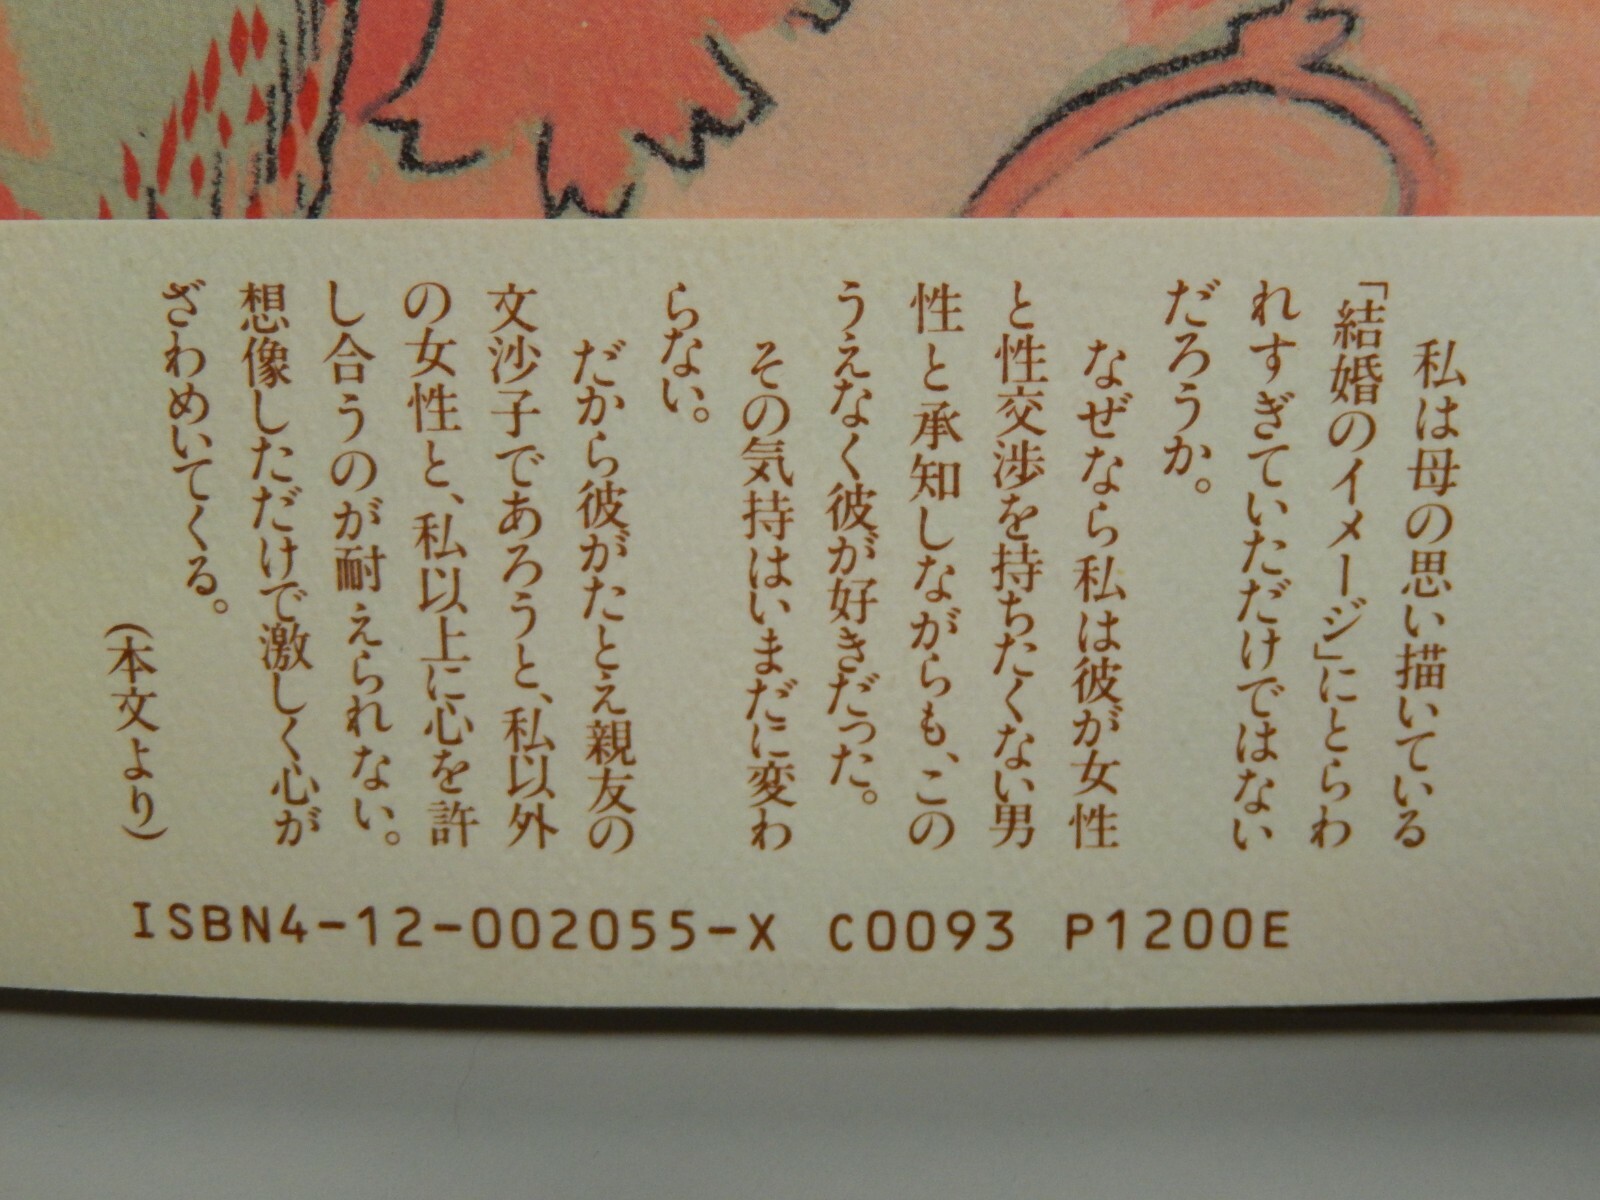 私は母の思い描いている
「結婚のイメージ」にとらわ
れすぎていただけではない
だろうか。
なぜなら私は彼が女性
と性交渉を持ちたくない男
性と承知しながらも、この
うえなく彼が好きだった。
その気持はいまだに変わ
らない。
だから彼がたとえ親友の
文沙子であろうと、私以外
の女性と、私以上に心を許
し合うのが耐えられない。
想像しただけで激しく心が
ざわめいてくる。
（本文より）
ISBN4-12-002055-X C0093 P1200E